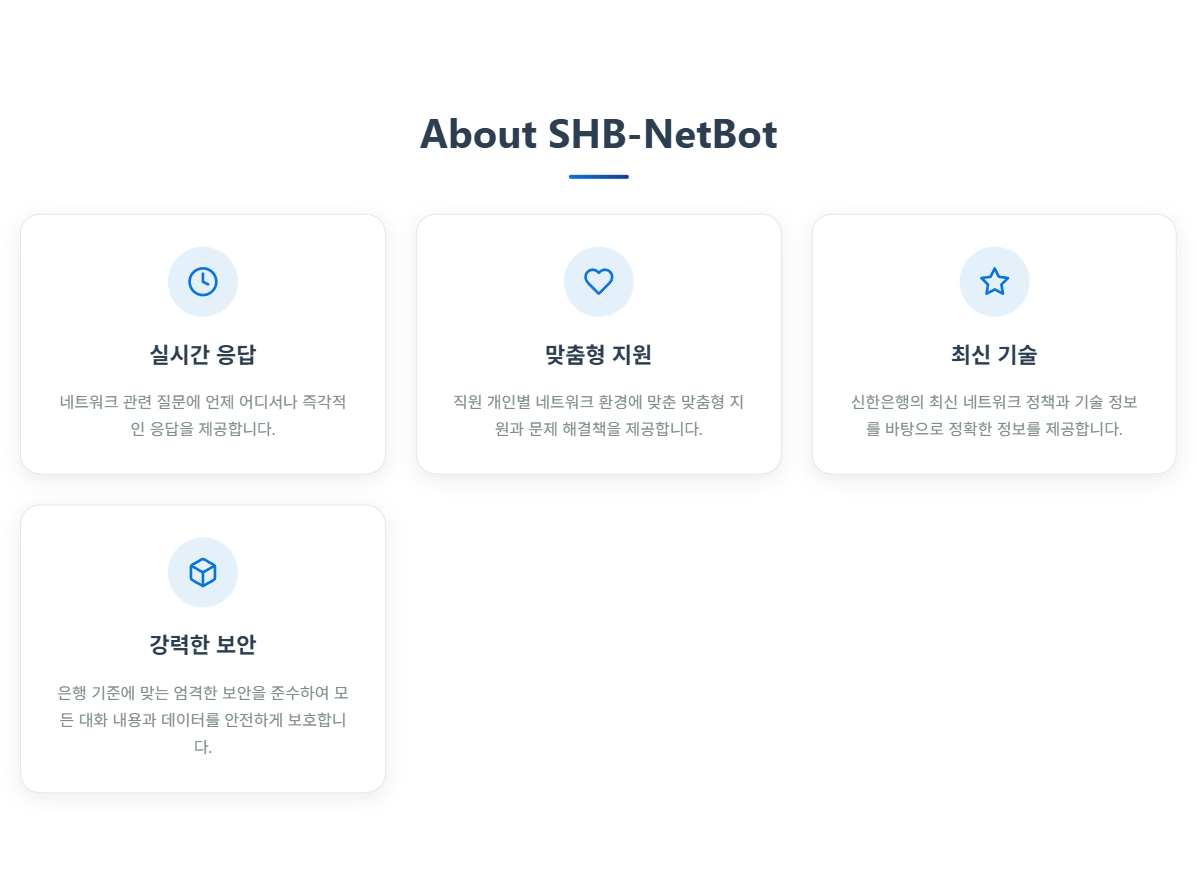 About SHB-NetBot
실시간 응답
네트워크 관련 질문에 언제 어디서나 즉각적
인 응답을 제공합니다.
맞춤형 지원
직원 개인별 네트워크 환경에 맞춘 맞춤형 지
원과 문제 해결책을 제공합니다.
최신 기술
신한은행의 최신 네트워크 정책과 기술 정보
를 바탕으로 정확한 정보를 제공합니다.
강력한 보안
은행 기준에 맞는 엄격한 보안을 준수하여 모
든 대화 내용과 데이터를 안전하게 보호합니
다.